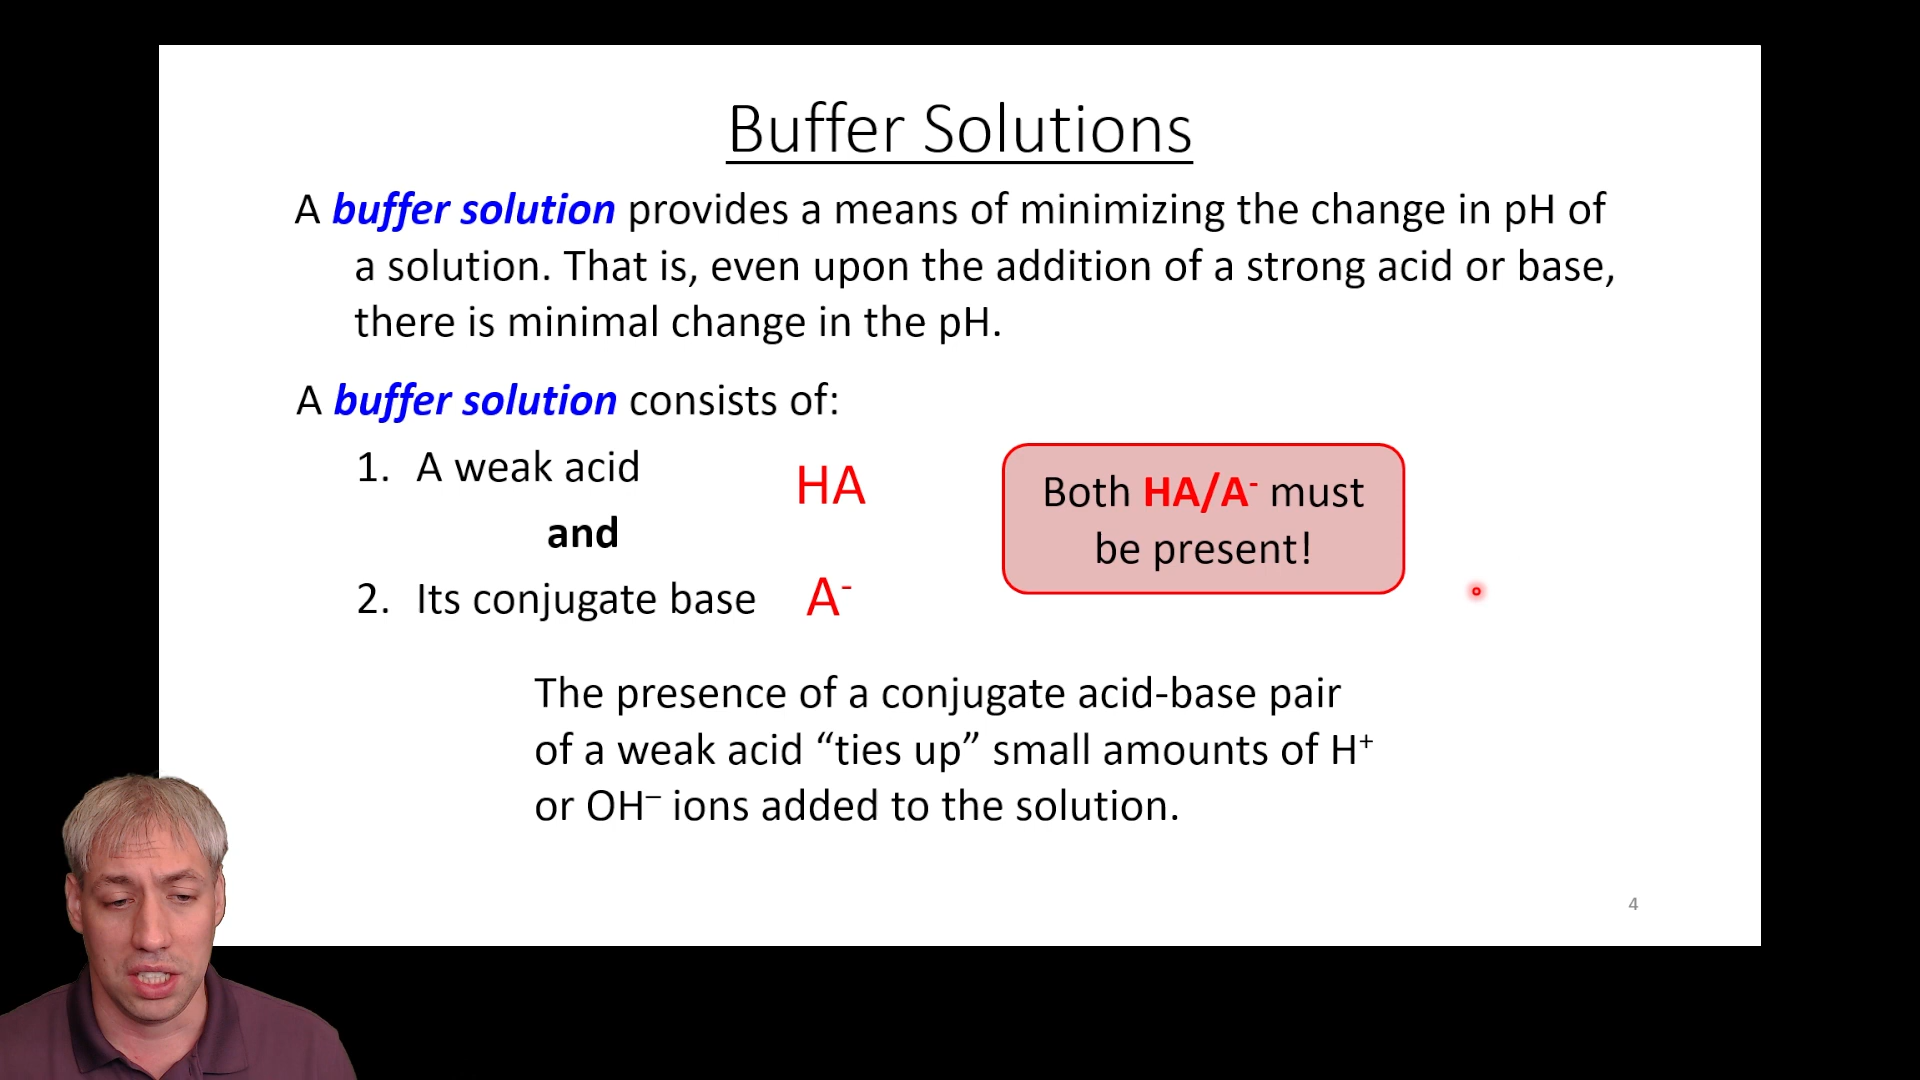 Buffer Solutions
A buffer solution provides a means of minimizing the change in pH of
a solution. That is, even upon the addition of a strong acid or base,
there is minimal change in the pH.
A buffer solution consists of:
1. A weak acid HA
and
2. Its conjugate base A⁻
Both HA/A⁻ must
be present!
The presence of a conjugate acid-base pair
of a weak acid “ties up” small amounts of H⁺
or OH⁻ ions added to the solution.
4